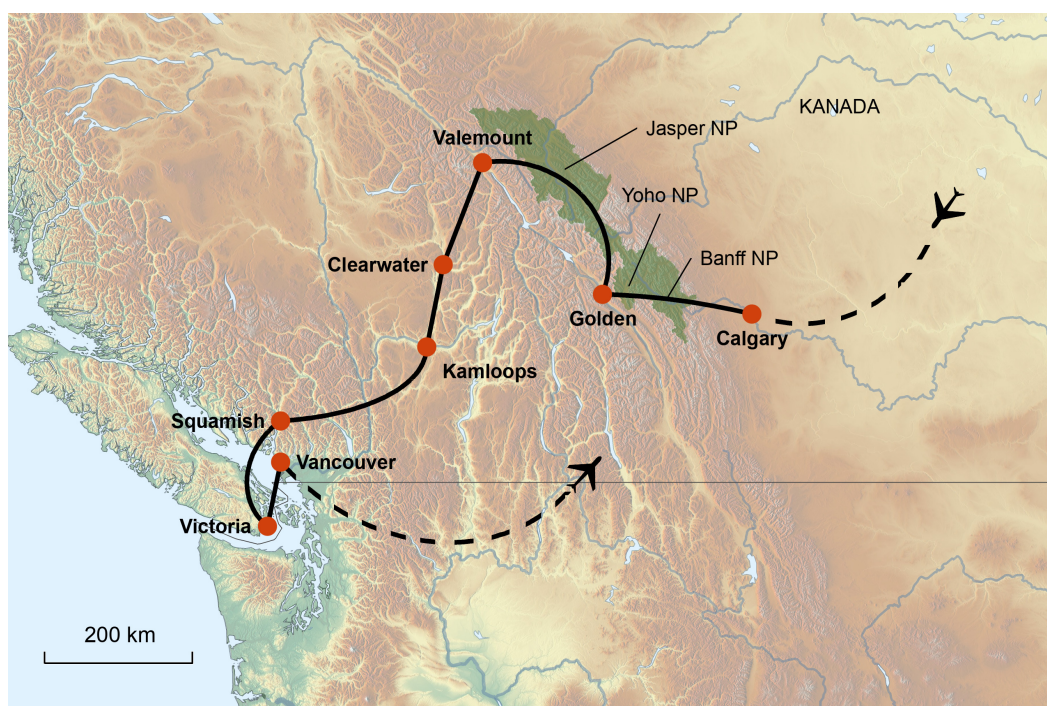 KANADA
Jasper NP
Valemount
Yoho NP
Banff NP
Clearwater
Golden
Calgary
Kamloops
Squamish
Vancouver
Victoria
200 km